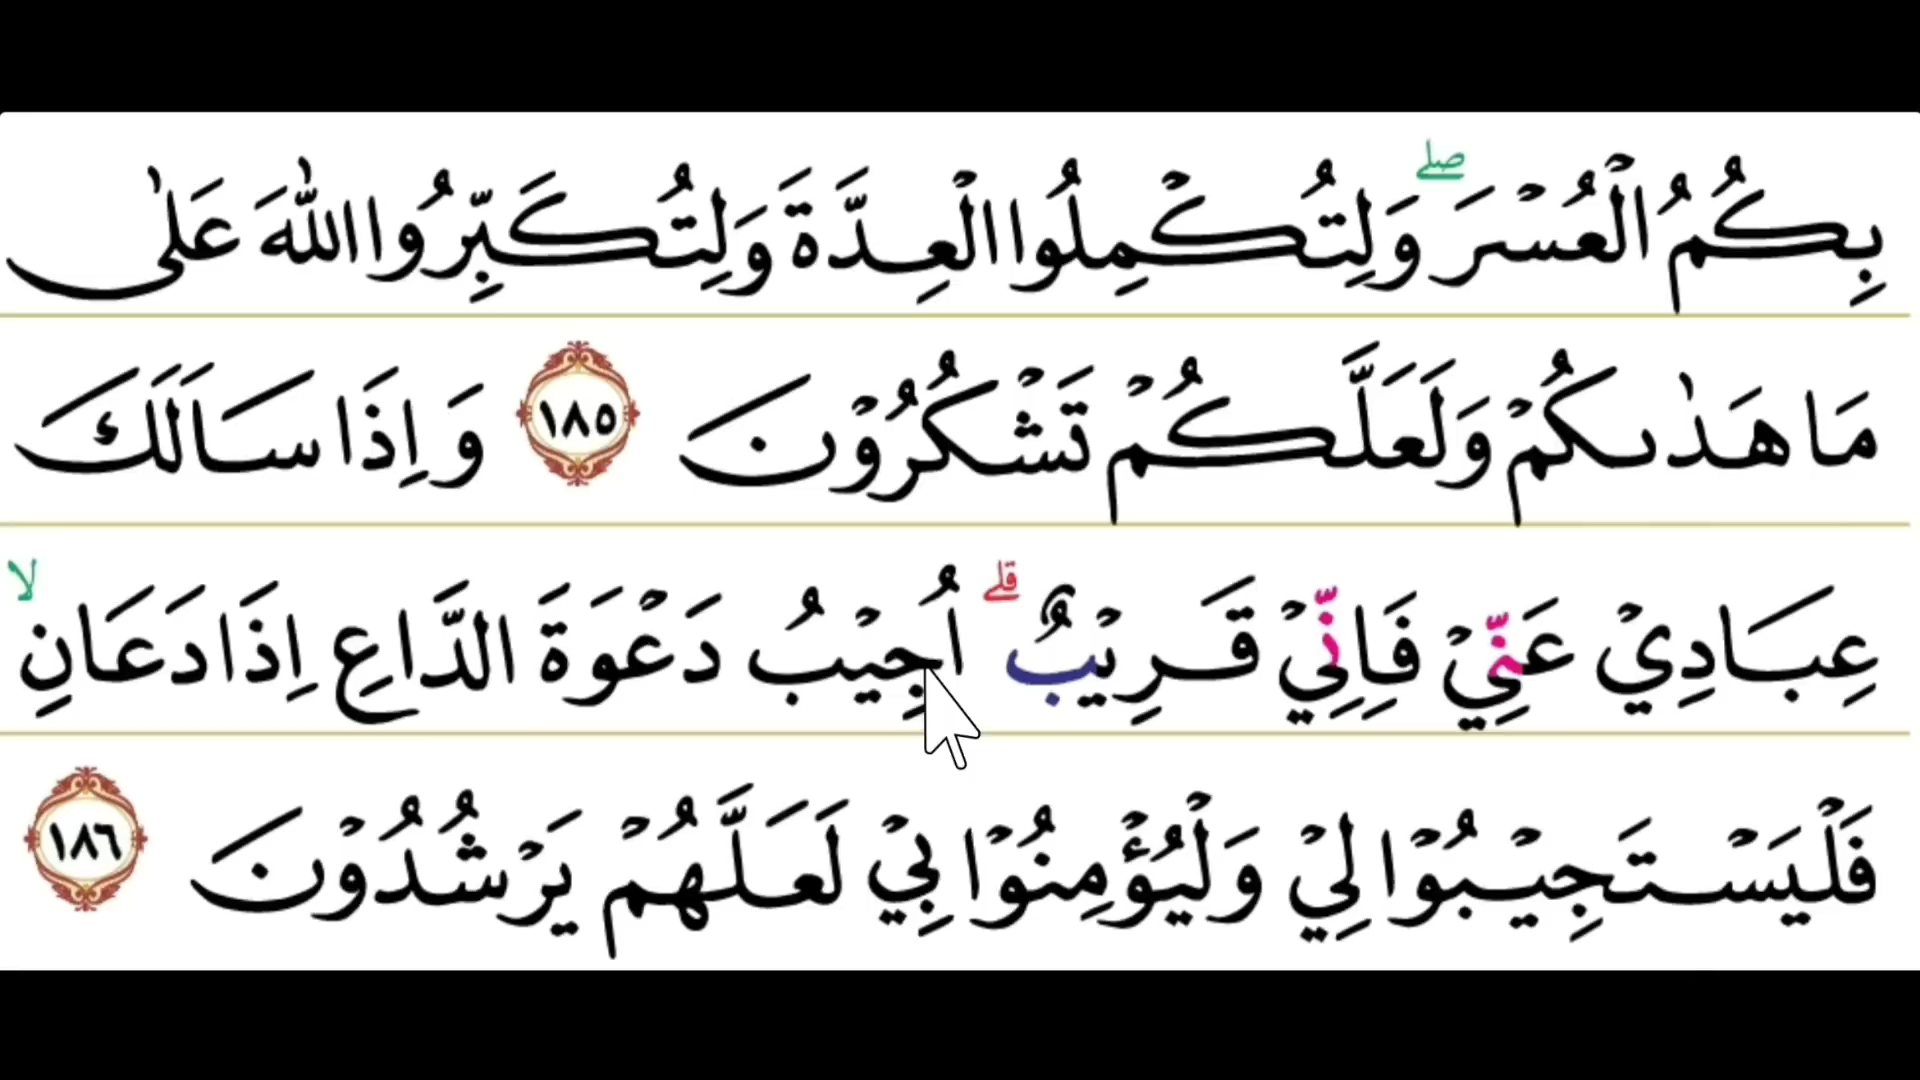 بِكُمُ الْعُسْرَ ۖ وَلِتُكْمِلُوا الْعِدَّةَ وَلِتُكَبِّرُوا اللّٰهَ عَلٰى
مَا هَدٰىكُمْ وَلَعَلَّكُمْ تَشْكُرُوْنَ ١٨٥ وَاِذَا سَاَلَكَ
عِبَادِيْ عَنِّيْ فَاِنِّيْ قَرِيْبٌ ۗ اُجِيْبُ دَعْوَةَ الدَّاعِ اِذَا دَعَانِ ۙ
فَلْيَسْتَجِيْبُوْا لِيْ وَلْيُؤْمِنُوْا بِيْ لَعَلَّهُمْ يَرْشُدُوْنَ ١٨٦